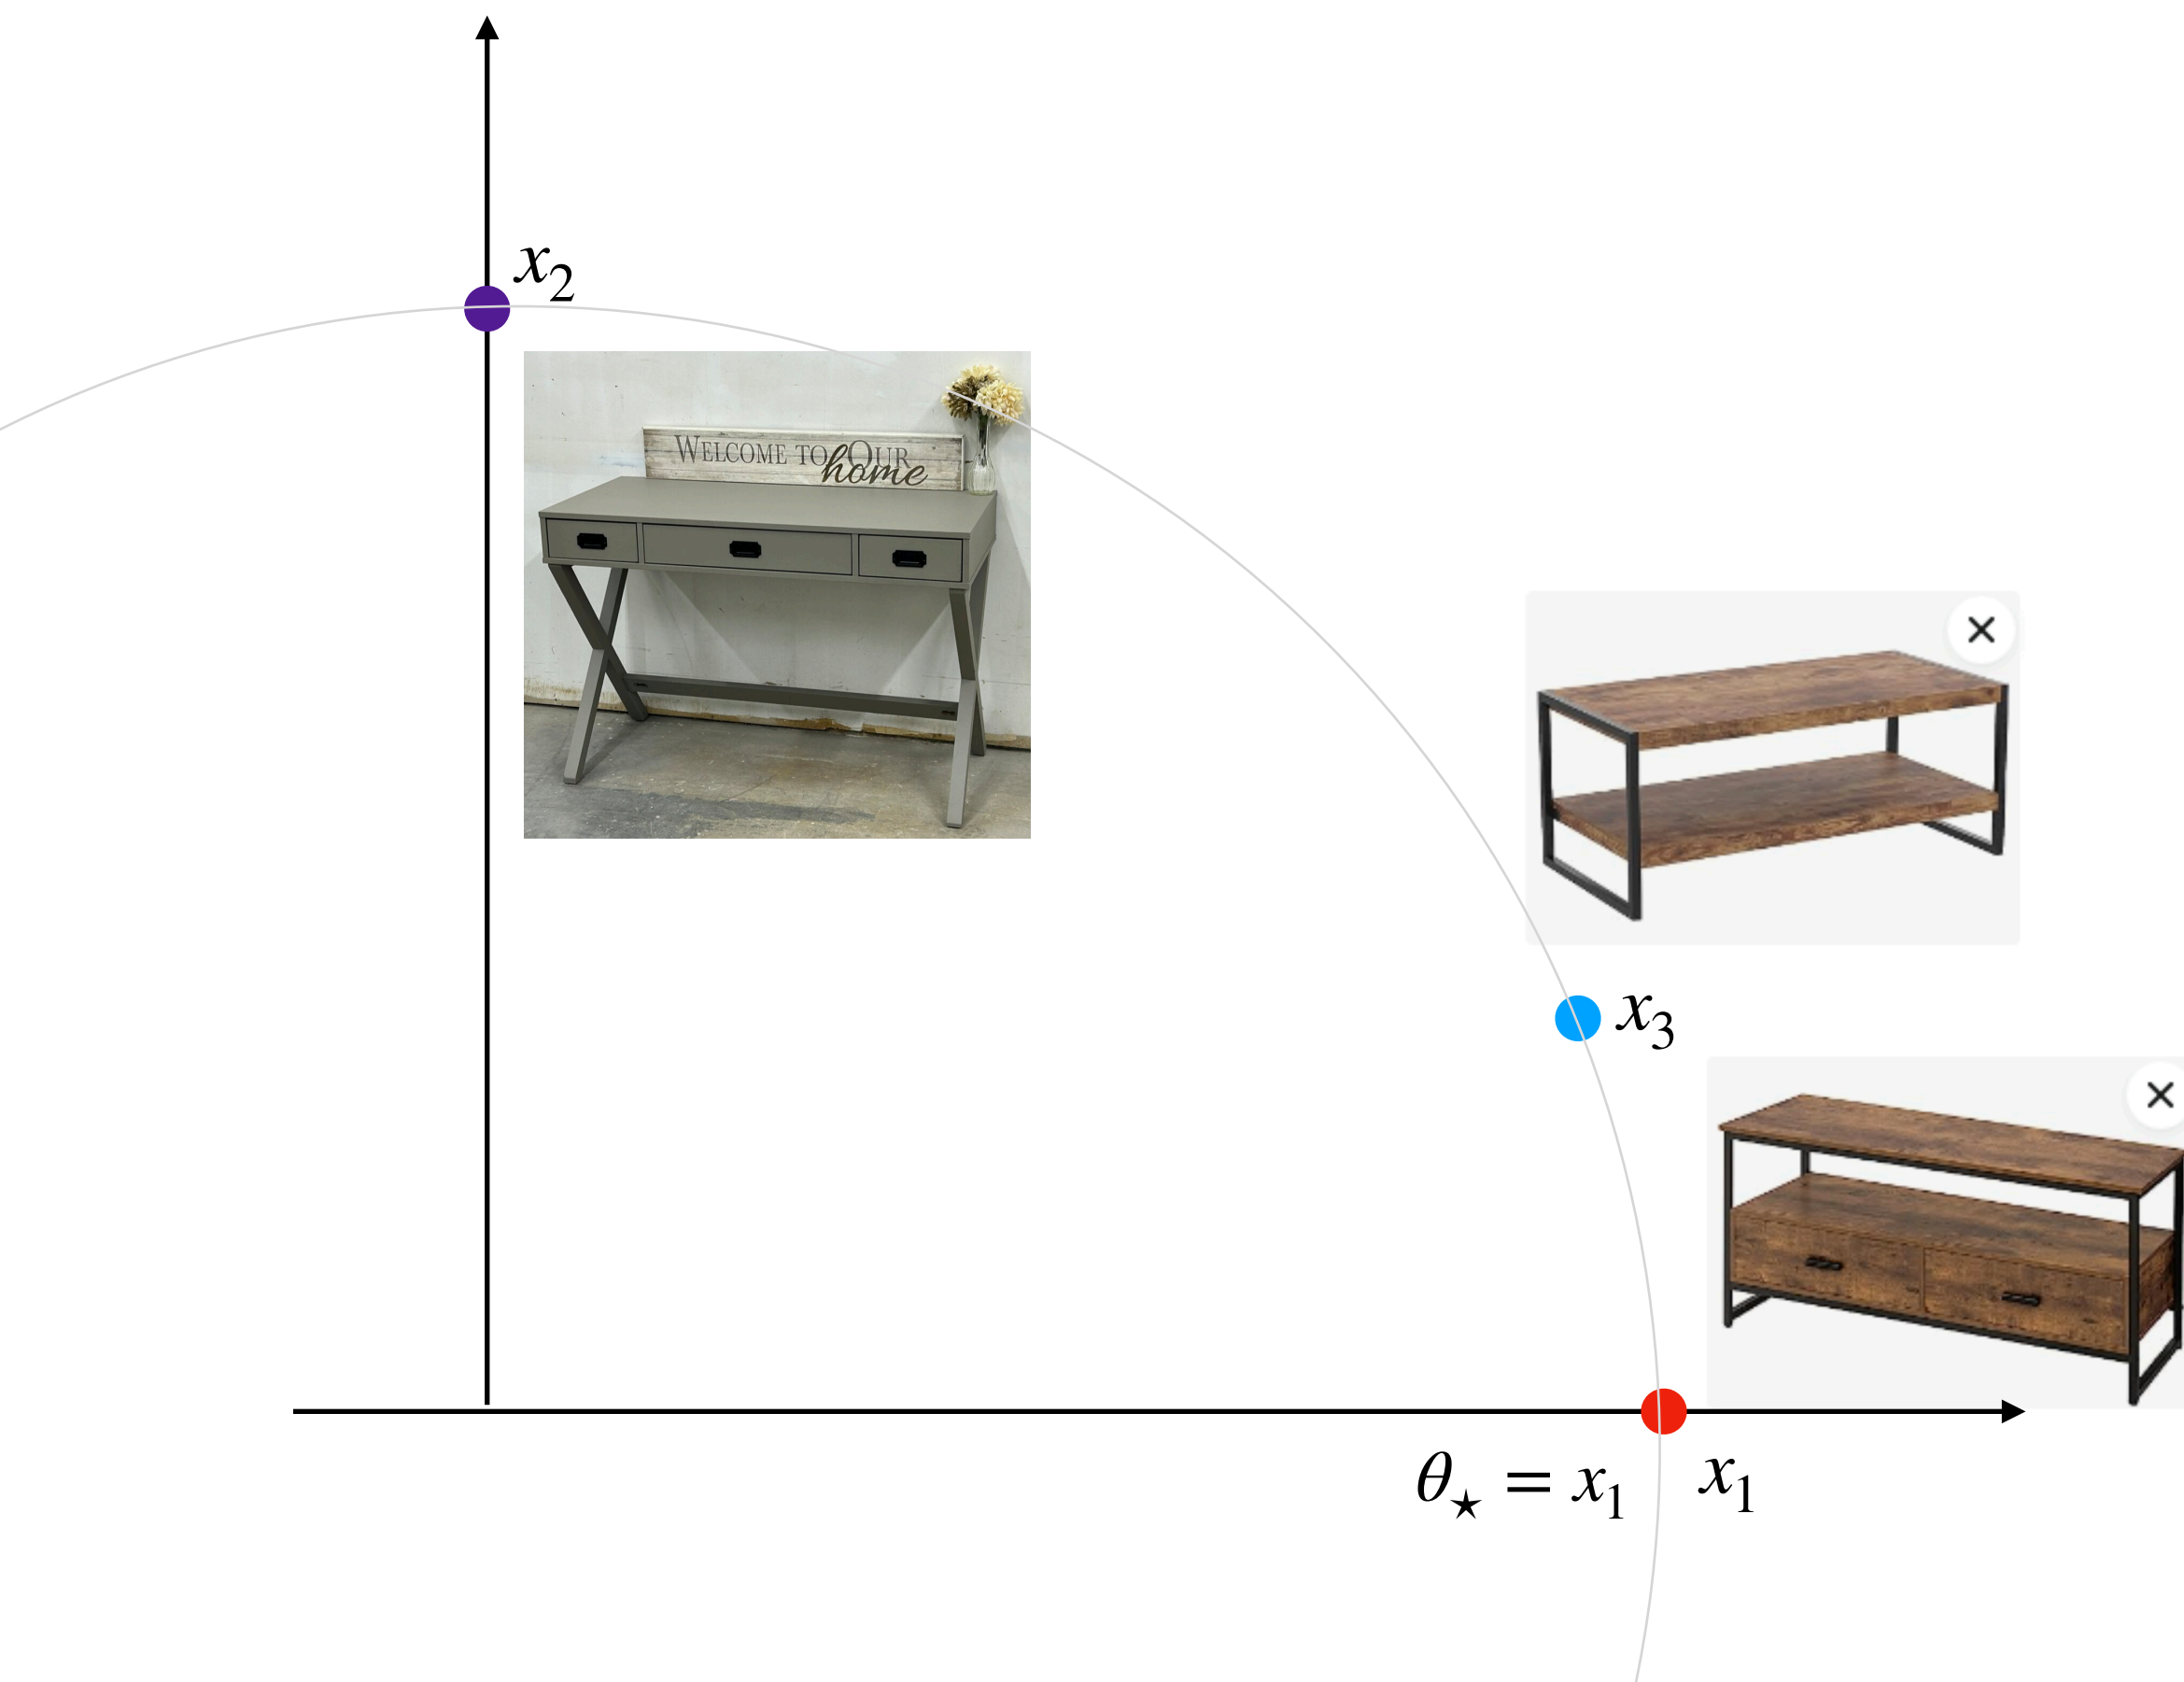 x₂
WELCOME TO OUR
home
x₃
θ⋆ = x₁
x₁